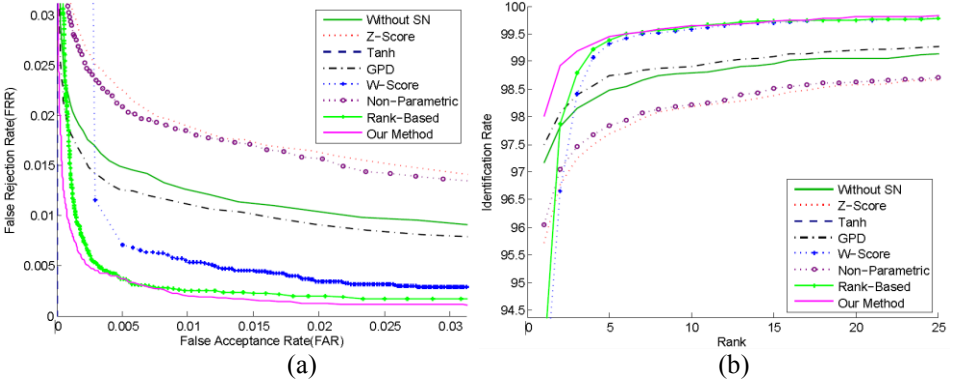 0.03
0.025
0.02
0.015
0.01
0.005
0
False Rejection Rate(FRR)
Without SN
Z-Score
Tanh
GPD
W-Score
Non-Parametric
Rank-Based
Our Method
0
0.005
0.01
0.015
0.02
0.025
0.03
False Acceptance Rate(FAR)
(a)
100
99.5
99
98.5
98
97.5
97
96.5
96
95.5
95
94.5
Identification Rate
Without SN
Z-Score
Tanh
GPD
W-Score
Non-Parametric
Rank-Based
Our Method
0
5
10
15
20
25
Rank
(b)